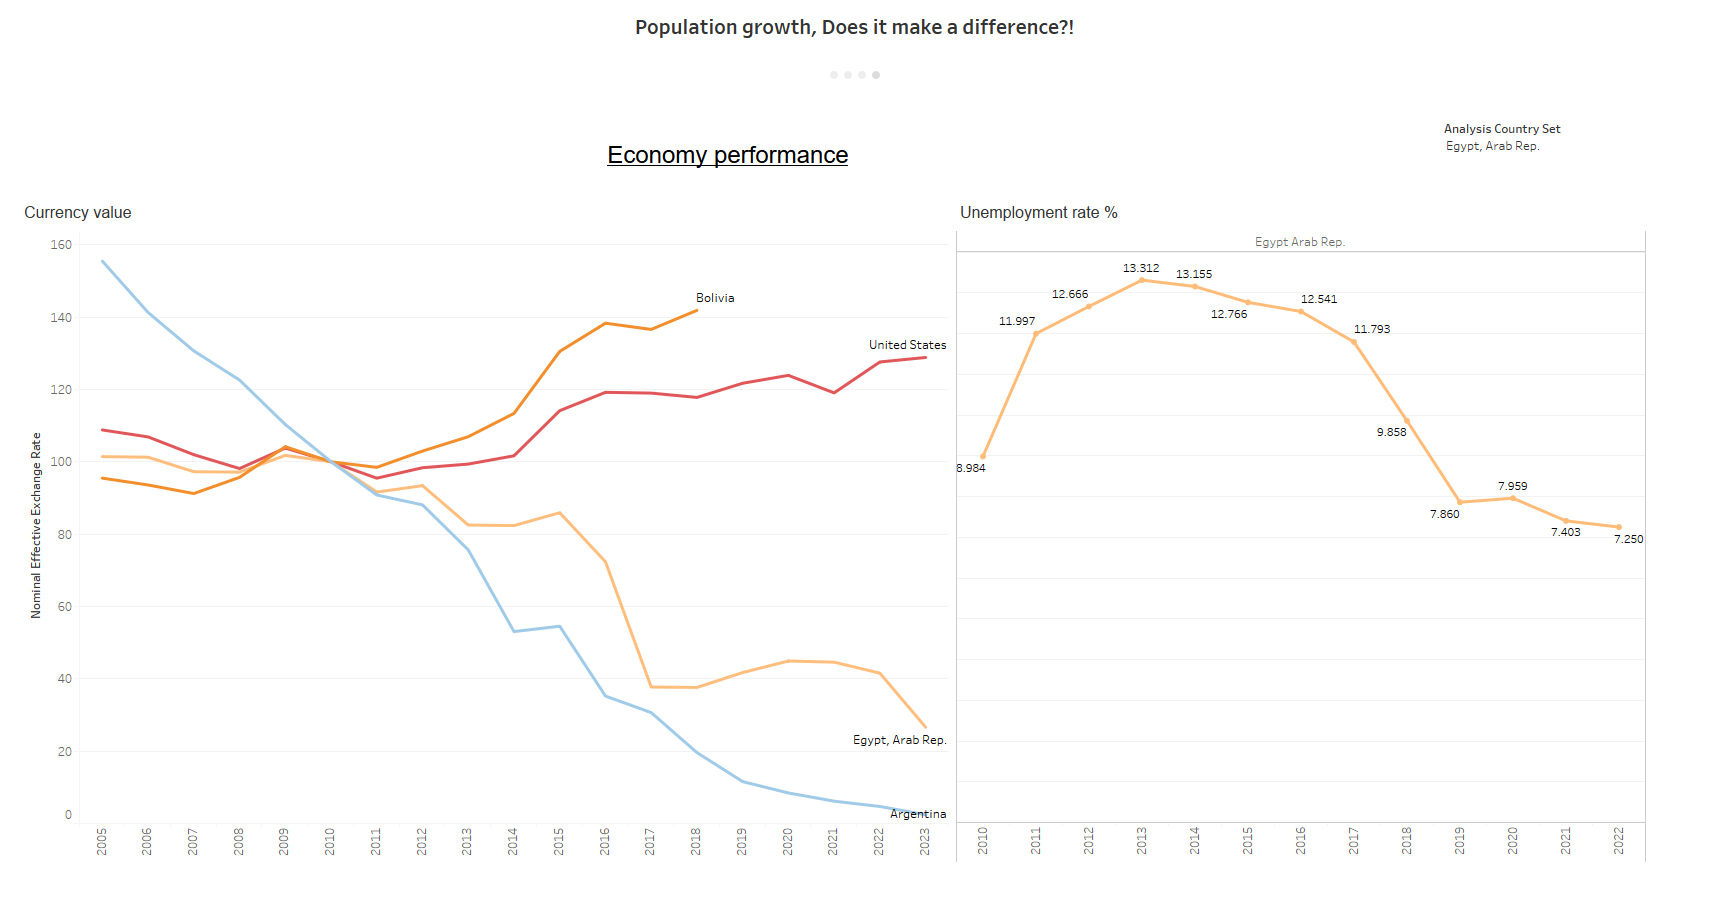 Population growth, Does it make a difference?!
Economy performance
Analysis Country Set
Egypt, Arab Rep.
Currency value
Nominal Effective Exchange Rate
160
140
120
100
80
60
40
20
0
Bolivia
United States
Egypt, Arab Rep.
Argentina
2005 2006 2007 2008 2009 2010 2011 2012 2013 2014 2015 2016 2017 2018 2019 2020 2021 2022 2023
Unemployment rate %
Egypt Arab Rep.
8.984
11.997
12.666
13.312
13.155
12.766
12.541
11.793
9.858
7.860
7.959
7.403
7.250
2010 2011 2012 2013 2014 2015 2016 2017 2018 2019 2020 2021 2022